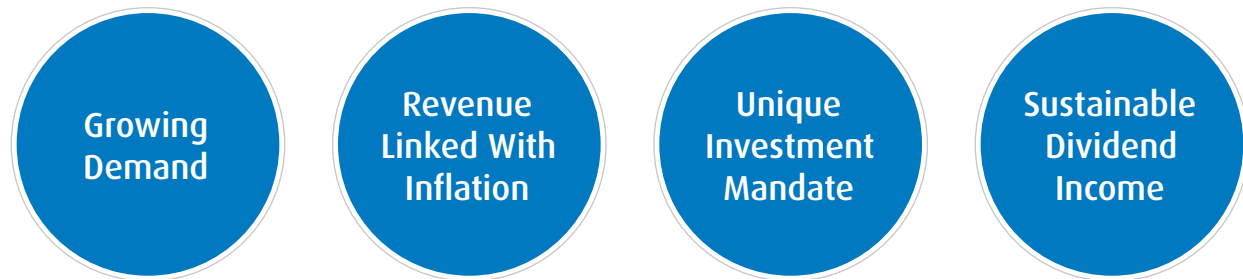 Growing
Demand
Revenue
Linked With
Inflation
Unique
Investment
Mandate
Sustainable
Dividend
Income